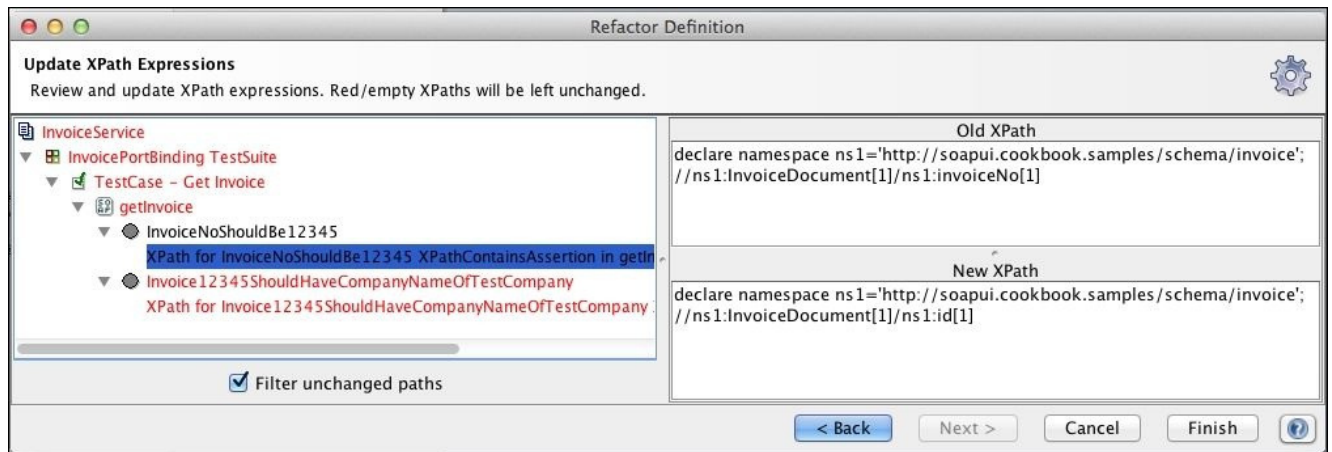 Refactor Definition
Update XPath Expressions
Review and update XPath expressions. Red/empty XPaths will be left unchanged.
InvoiceService
InvoicePortBinding TestSuite
TestCase – Get Invoice
getInvoice
InvoiceNoShouldBe12345
XPath for InvoiceNoShouldBe12345 XPathContainsAssertion in getIn
Invoice12345ShouldHaveCompanyNameOfTestCompany
XPath for Invoice12345ShouldHaveCompanyNameOfTestCompany
Filter unchanged paths
Old XPath
declare namespace ns1='http://soapui.cookbook.samples/schema/invoice';
//ns1:InvoiceDocument[1]/ns1:invoiceNo[1]
New XPath
declare namespace ns1='http://soapui.cookbook.samples/schema/invoice';
//ns1:InvoiceDocument[1]/ns1:id[1]
< Back Next > Cancel Finish ?